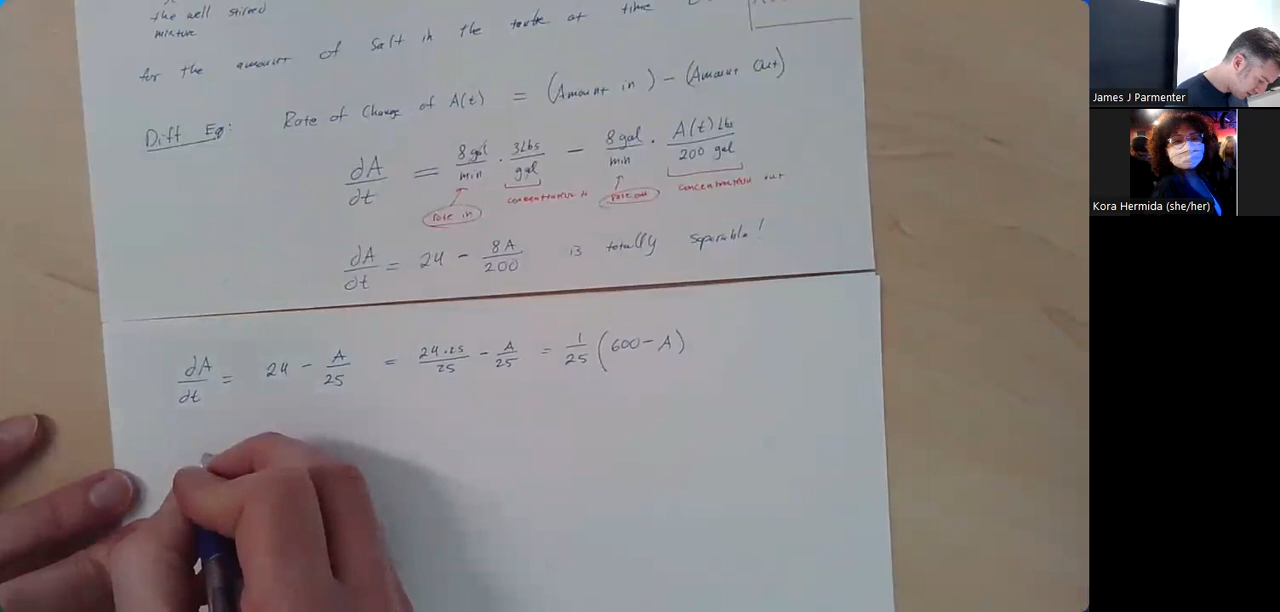 the well stirred
mixture
for the amount of Salt in the tank at time
Diff Eq: Rate of Change of A(t) = (Amount in) - (Amount Out)
dA/dt = 8 gal/min · 3 Lbs/gal - 8 gal/min · A(t) Lbs/200 gal
rate in concentration in rate out concentration out
dA/dt = 24 - 8A/200 is totally separable!
dA/dt = 24 - A/25 = 24·25/25 - A/25 = 1/25 (600 - A)
James J Parmenter
Kora Hermida (she/her)